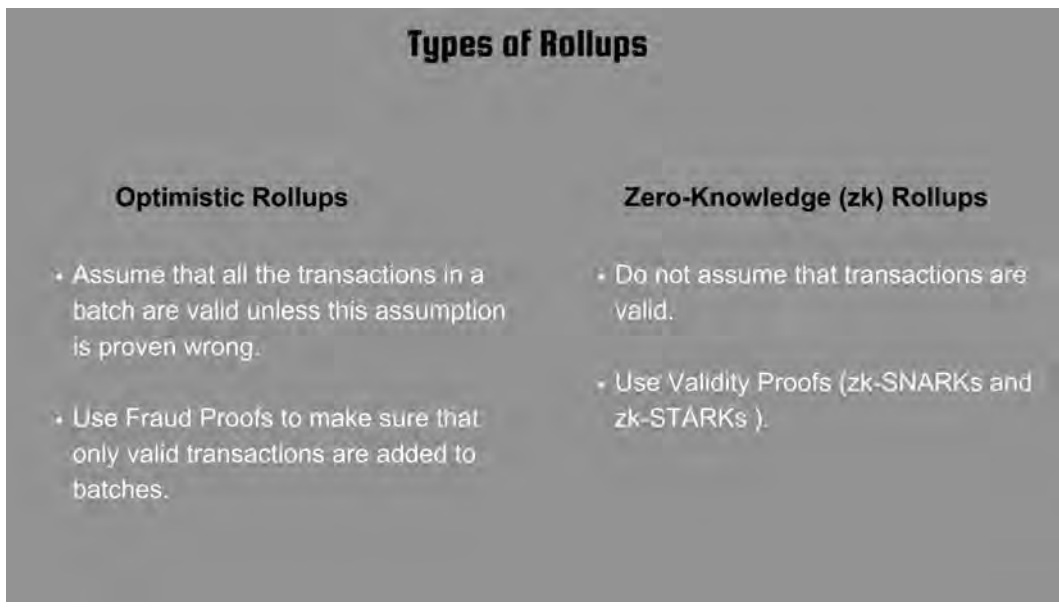 Types of Rollups
Optimistic Rollups
• Assume that all the transactions in a
batch are valid unless this assumption
is proven wrong.
• Use Fraud Proofs to make sure that
only valid transactions are added to
batches.
Zero-Knowledge (zk) Rollups
• Do not assume that transactions are
valid.
• Use Validity Proofs (zk-SNARKs and
zk-STARKs ).